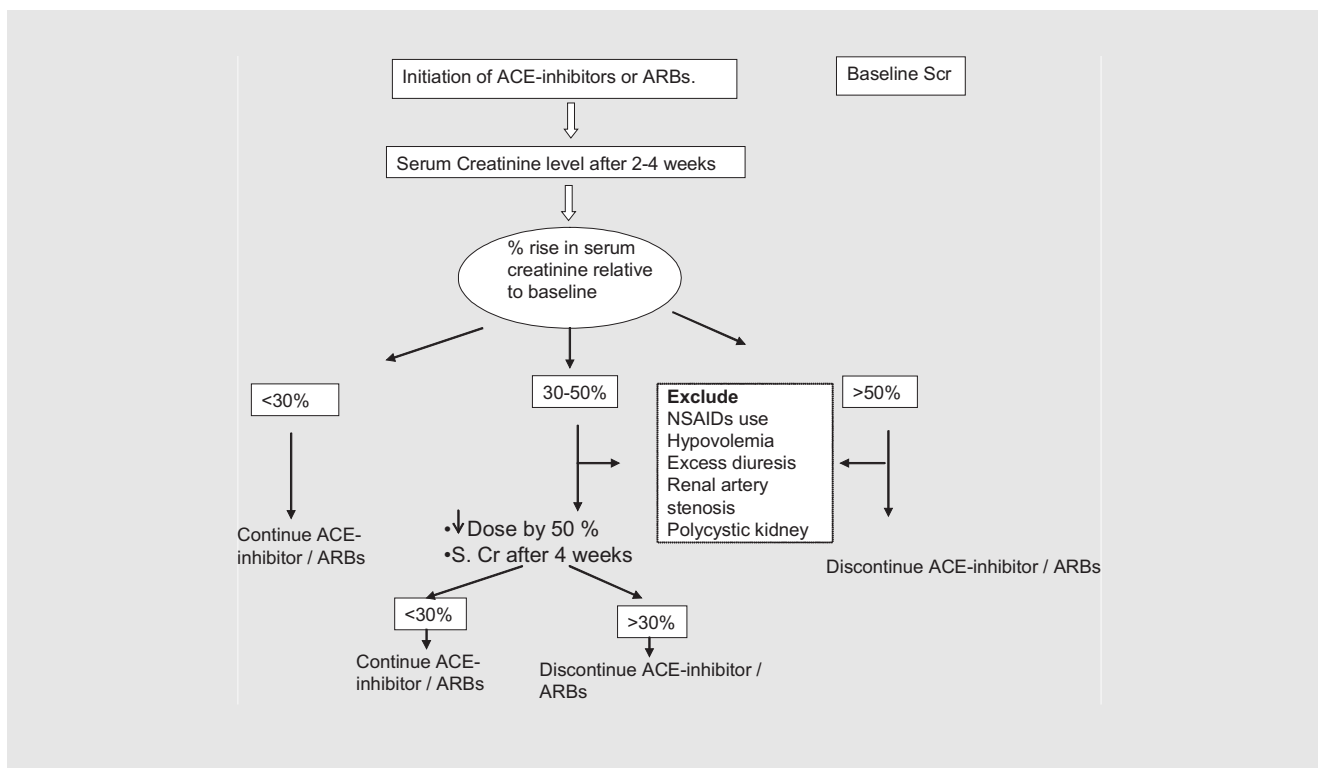 Initiation of ACE-inhibitors or ARBs.
Baseline Scr
Serum Creatinine level after 2-4 weeks
% rise in serum
creatinine relative
to baseline
<30%
30-50%
Exclude
NSAIDs use
Hypovolemia
Excess diuresis
Renal artery
stenosis
Polycystic kidney
>50%
Continue ACE-
inhibitor / ARBs
•↓Dose by 50 %
•S. Cr after 4 weeks
Discontinue ACE-inhibitor / ARBs
<30%
>30%
Continue ACE-
inhibitor / ARBs
Discontinue ACE-inhibitor /
ARBs